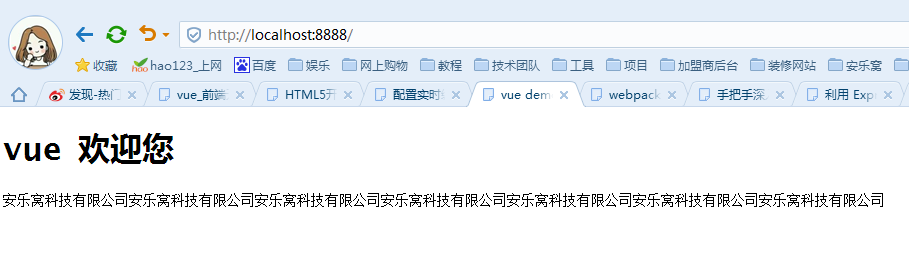 http://localhost:8888/
收藏 hao123_上网 百度 娱乐 网上购物 教程 技术团队 工具 项目 加盟商后台 装修网站 安乐窝
发现-热门 vue_前端 HTML5开 配置实时 vue dem webpack 手把手深 利用 Exp
vue 欢迎您
安乐窝科技有限公司安乐窝科技有限公司安乐窝科技有限公司安乐窝科技有限公司安乐窝科技有限公司安乐窝科技有限公司安乐窝科技有限公司